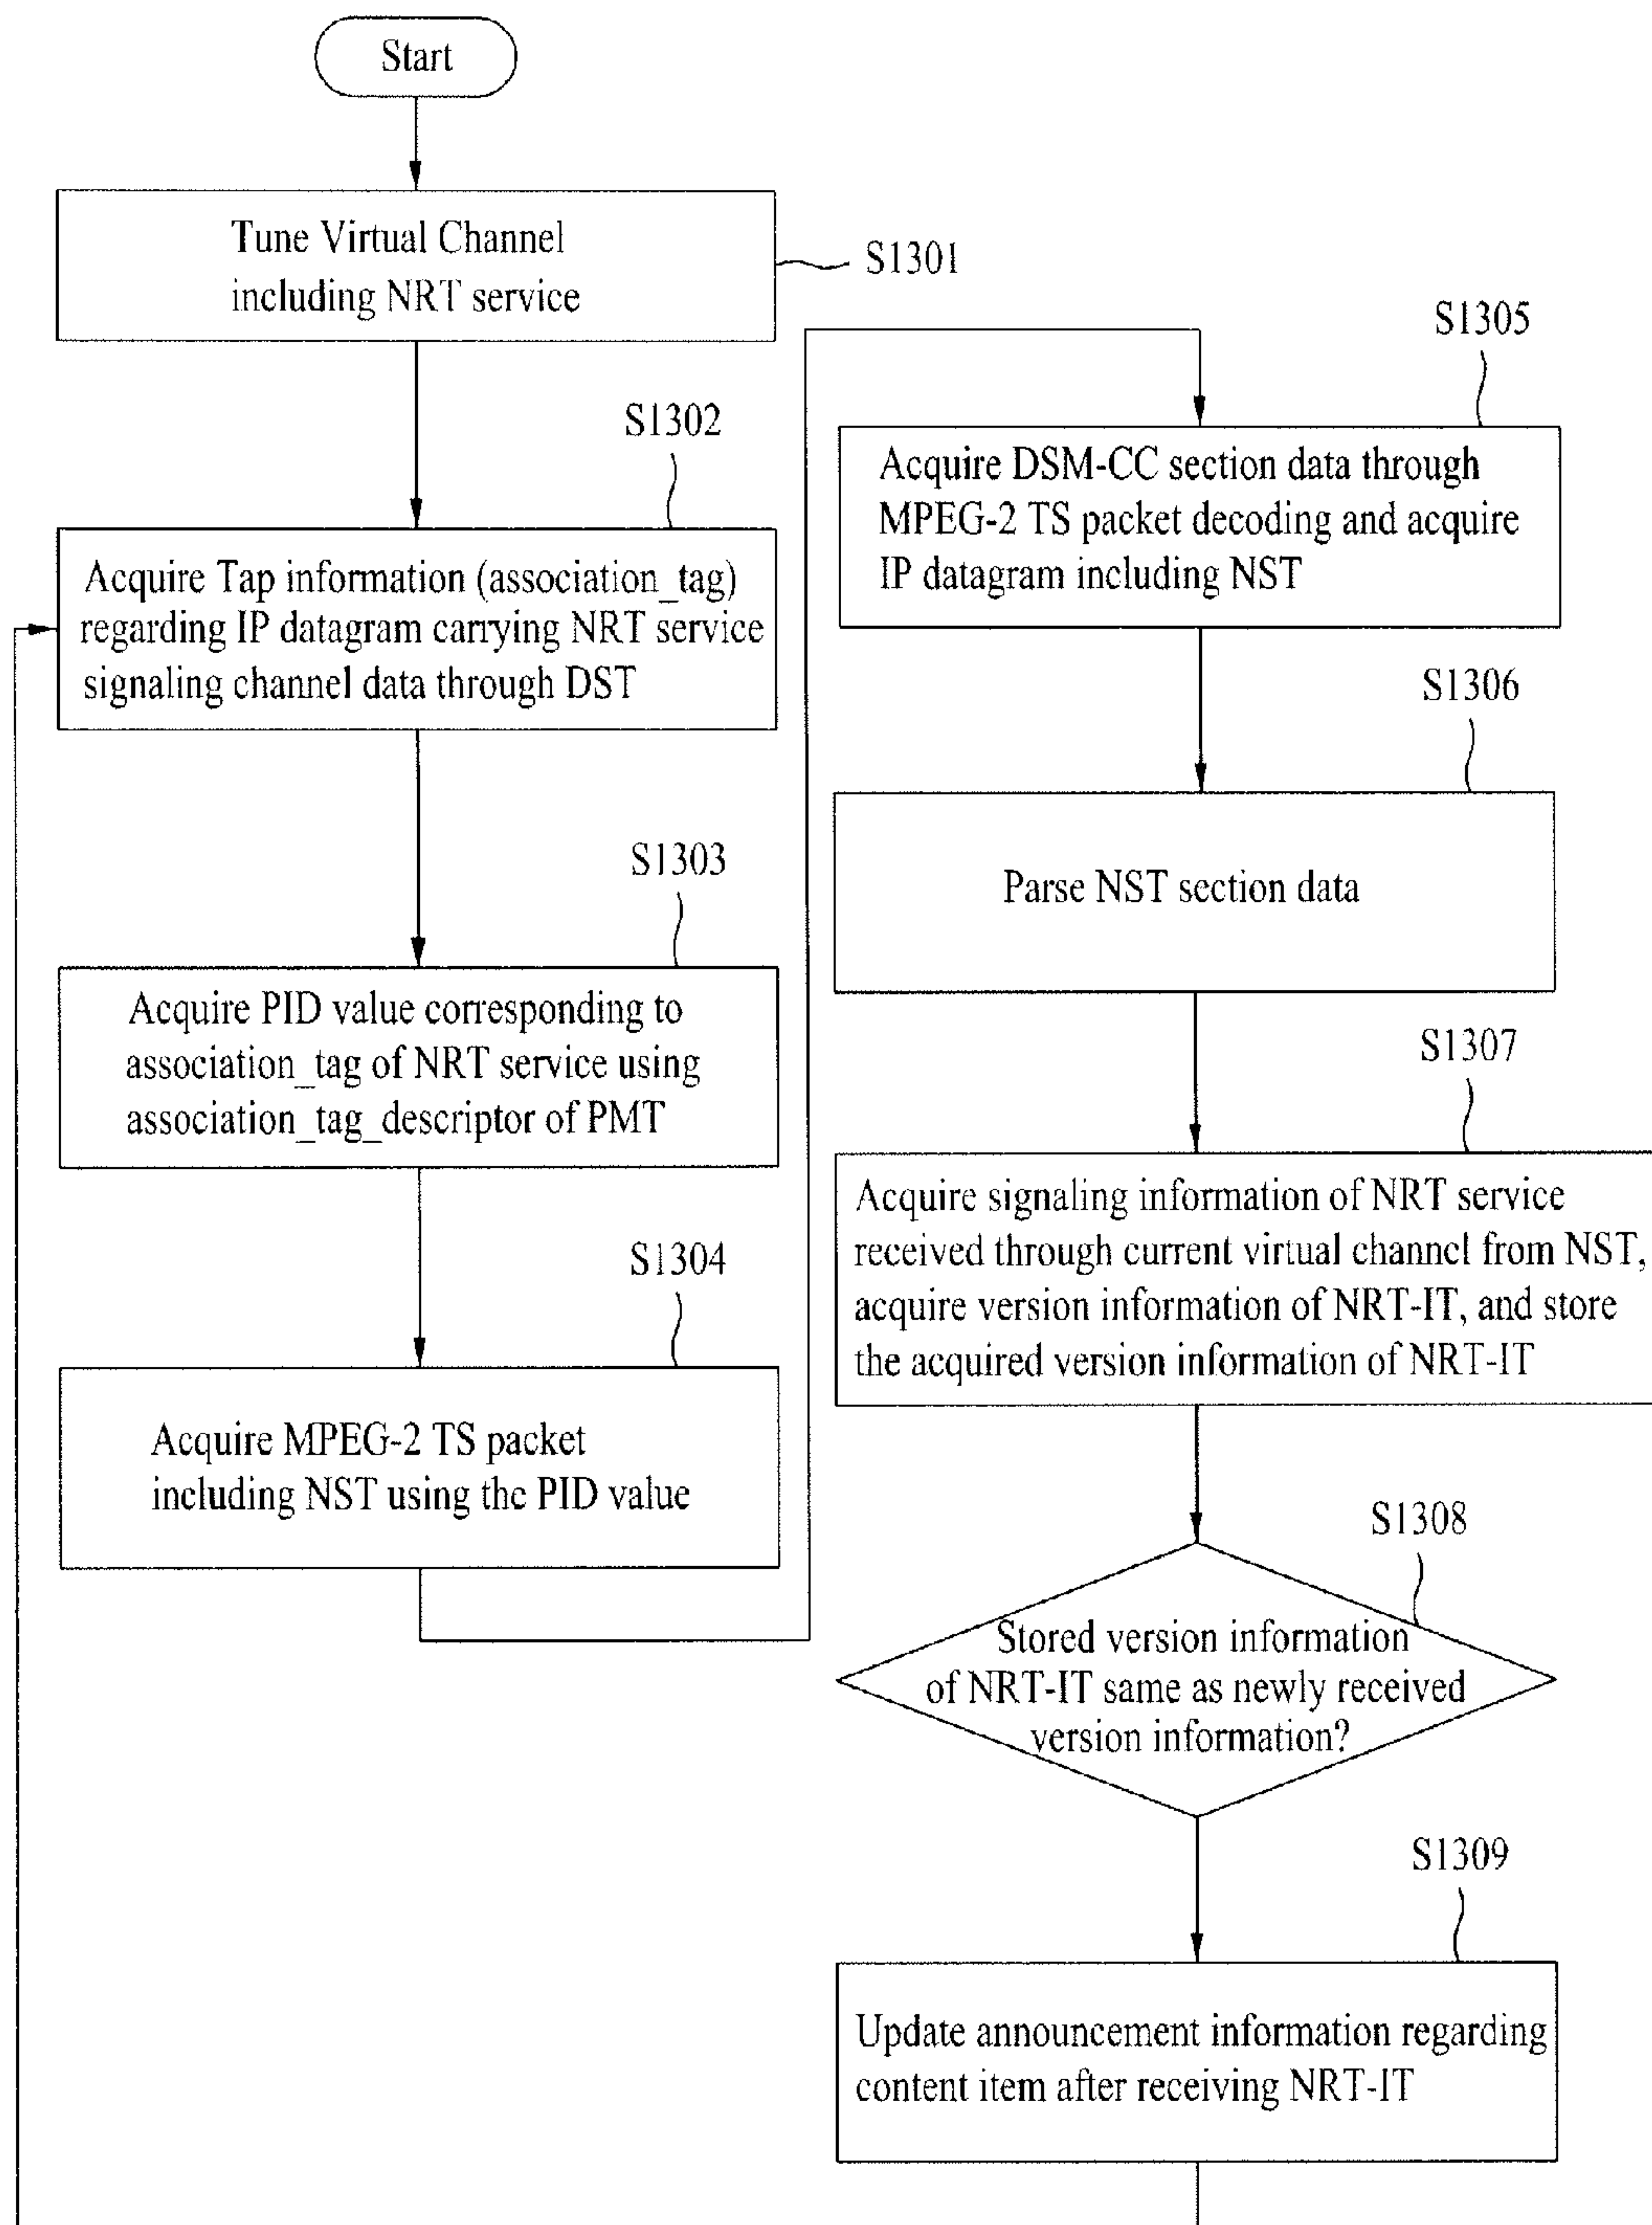 Start
Tune Virtual Channel
including NRT service
S1301
S1302
Acquire Tap information (association_tag)
regarding IP datagram carrying NRT service
signaling channel data through DST
S1303
Acquire PID value corresponding to
association_tag of NRT service using
association_tag_descriptor of PMT
S1304
Acquire MPEG-2 TS packet
including NST using the PID value
S1305
Acquire DSM-CC section data through
MPEG-2 TS packet decoding and acquire
IP datagram including NST
S1306
Parse NST section data
S1307
Acquire signaling information of NRT service
received through current virtual channel from NST,
acquire version information of NRT-IT, and store
the acquired version information of NRT-IT
S1308
Stored version information
of NRT-IT same as newly received
version information?
S1309
Update announcement information regarding
content item after receiving NRT-IT